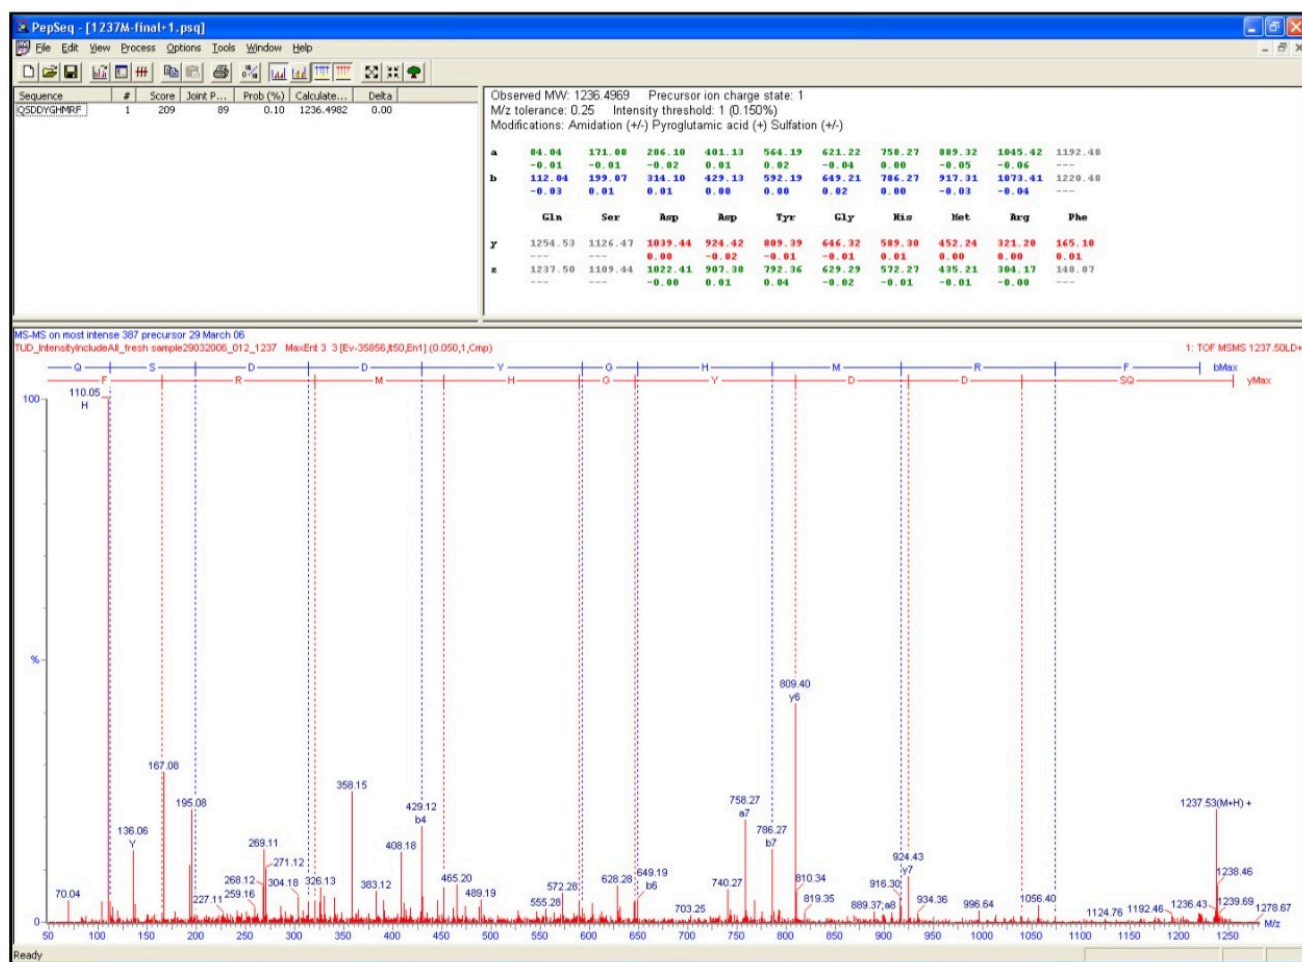 PepSeq - [1237M-final+1.psq]
File Edit View Process Options Tools Window Help
Sequence # Score Joint P... Prob (%) Calculate... Delta
QSDDYGHMRF 1 209 89 0.10 1236.4982 0.00
Observed MW: 1236.4969 Precursor ion charge state: 1
M/z tolerance: 0.25 Intensity threshold: 1 (0.150%)
Modifications: Amidation (+/-) Pyroglutamic acid (+) Sulfation (+/-)
a 84.04 171.08 286.10 401.13 564.19 621.22 758.27 889.32 1045.42 1192.48
-0.01 -0.01 -0.02 0.01 0.02 -0.04 0.00 -0.05 -0.06 ---
b 112.04 199.07 314.10 429.13 592.19 649.21 786.27 917.31 1073.41 1220.48
-0.03 0.01 0.01 0.00 0.00 0.02 0.00 -0.03 -0.04 ---
Gln Ser Asp Asp Tyr Gly His Met Arg Phe
y 1254.53 1126.47 1039.44 924.42 809.39 646.32 589.30 452.24 321.20 165.10
--- --- 0.00 -0.02 -0.01 -0.01 0.01 0.00 0.00 0.01
z 1237.50 1109.44 1022.41 907.38 792.36 629.29 572.27 435.21 304.17 148.07
--- --- -0.00 0.01 0.04 -0.02 -0.01 -0.01 -0.00 ---
MS-MS on most intense 387 precursor 29 March 06
TUD_IntensityIncludeAll_fresh sample29032006_012_1237 MaxEnt 3 3 [Ev-35856,It50,En1] (0.050,1,Cmp) 1: TOF MSMS 1237.50LD+
Q S D D Y G H M R F bMax
F R M H G Y D D SQ yMax
100
110.05
H
%
809.40
y6
167.08
358.15
195.08
429.12
b4
758.27
a7
1237.53(M+H) +
136.06
Y
269.11
271.12
408.18
786.27
b7
924.43
y7
268.12
259.16
304.18
326.13
383.12
465.20
489.19
572.28
555.28
628.28
649.19
b6
740.27
810.34
819.35
916.30
889.37;a8
934.36
1238.46
70.04
227.11
703.25
996.64
1056.40
1124.76
1192.46
1236.43
1239.69
1278.67
0
50 100 150 200 250 300 350 400 450 500 550 600 650 700 750 800 850 900 950 1000 1050 1100 1150 1200 1250
M/z
Ready